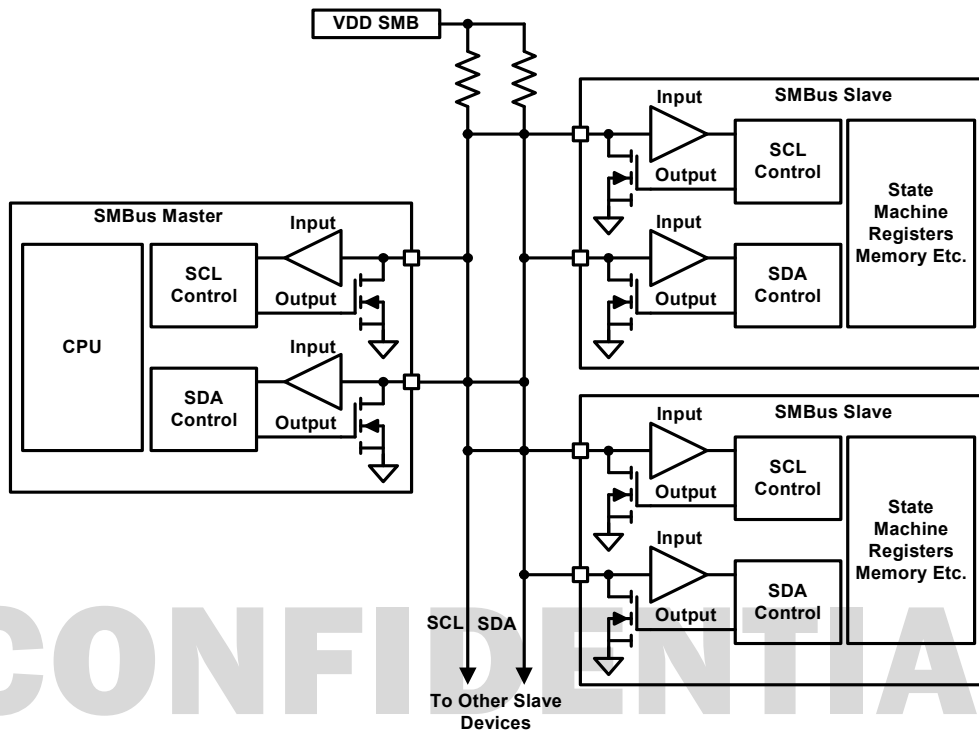 VDD SMB
SMBus Master
CPU
SCL
Control
Input
Output
SDA
Control
Input
Output
SMBus Slave
Input
Output
SCL
Control
Input
Output
SDA
Control
State
Machine
Registers
Memory Etc.
SMBus Slave
Input
Output
SCL
Control
Input
Output
SDA
Control
State
Machine
Registers
Memory Etc.
SCL
SDA
To Other Slave
Devices
CONFIDENTIA